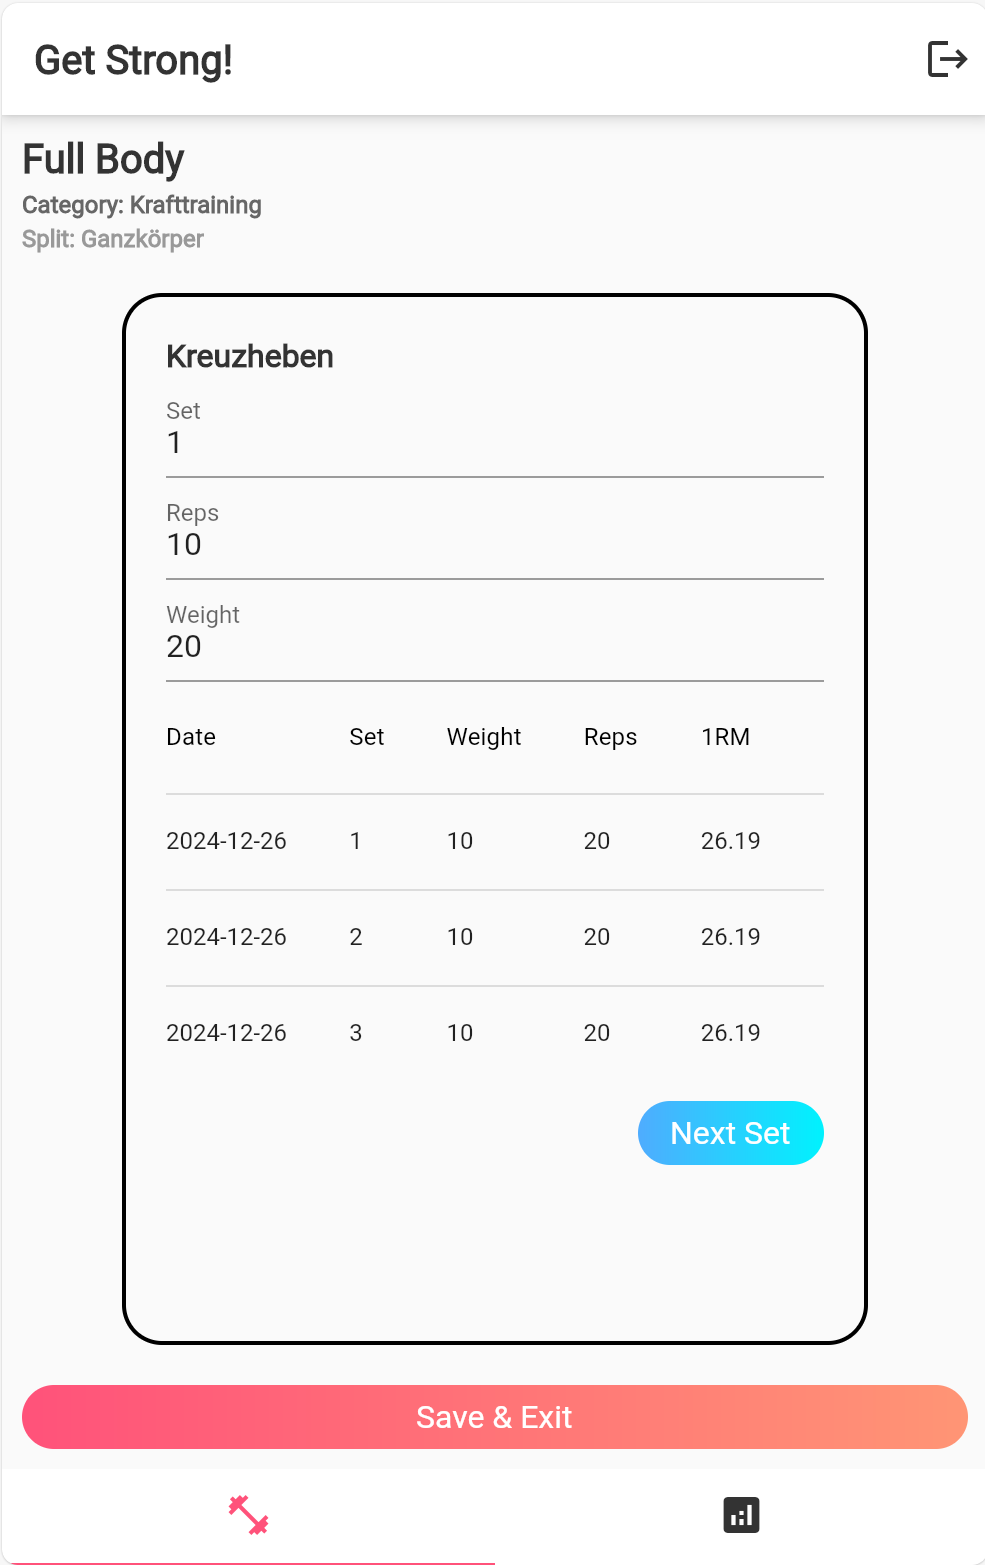 Get Strong!
Full Body
Category: Krafttraining
Split: Ganzkörper
Kreuzheben
Set
1
Reps
10
Weight
20
Date Set Weight Reps 1RM
2024-12-26 1 10 20 26.19
2024-12-26 2 10 20 26.19
2024-12-26 3 10 20 26.19
Next Set
Save & Exit